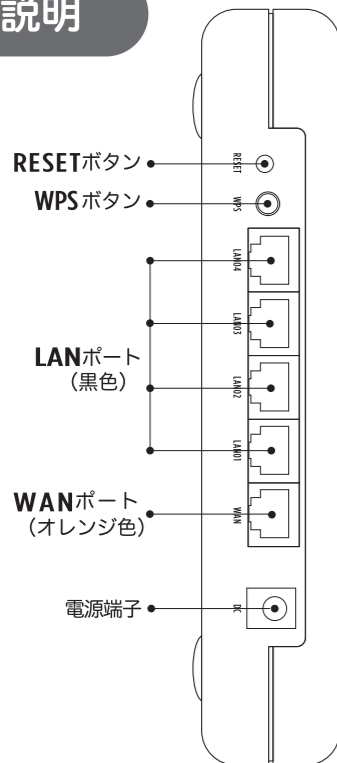 説明
RESETボタン
RESET
WPSボタン
WPS
LAN04
LAN03
LANポート
(黒色)
LAN02
LAN01
WANポート
(オレンジ色)
WAN
電源端子
DC